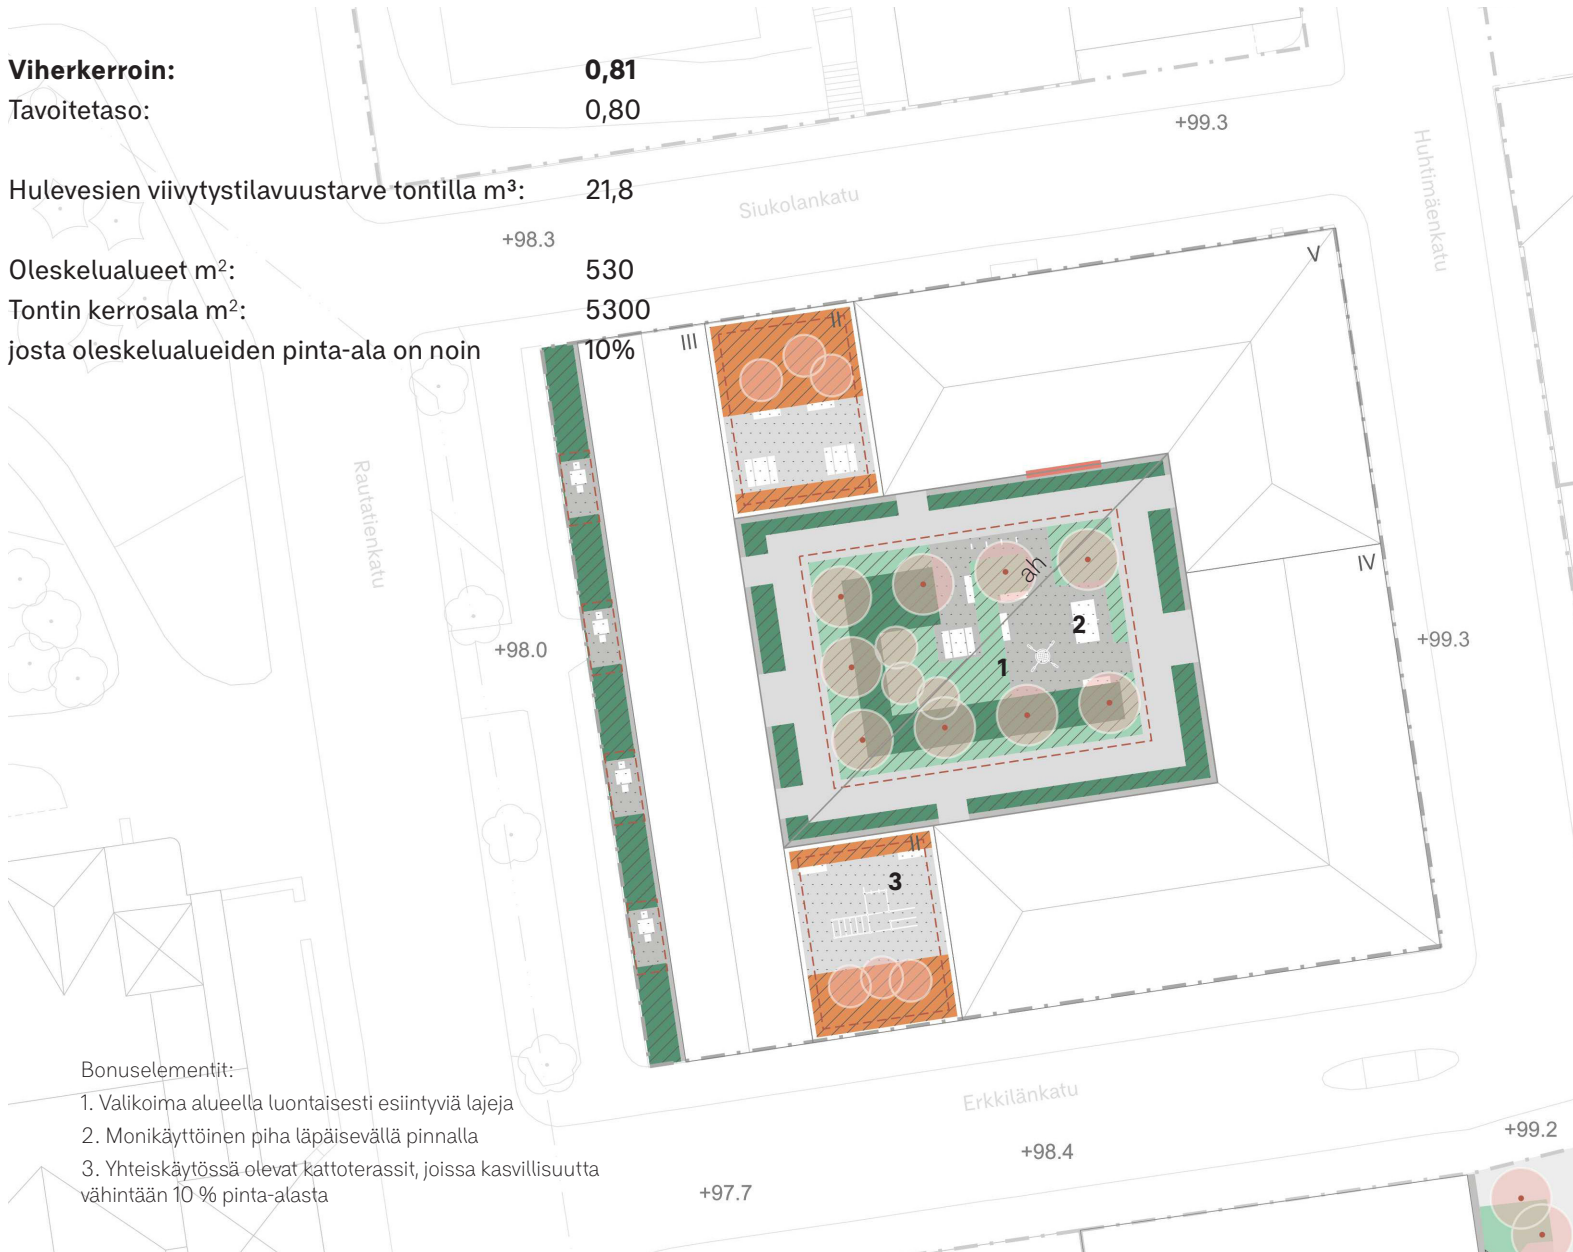 Viherkerroin: 0,81
Tavoitetaso: 0,80
Hulevesien viivytystilavuustarve tontilla m³: 21,8
Oleskelualueet m²: 530
Tontin kerrosala m²: 5300
josta oleskelualueiden pinta-ala on noin 10%
+99.3
Huhtimäenkatu
Siukolankatu
+98.3
V
II
III
Rautatienkatu
IV
ah
2
+98.0
+99.3
1
II
3
Bonuselementit:
1. Valikoima alueella luontaisesti esiintyviä lajeja
2. Monikäyttöinen piha läpäisevällä pinnalla
3. Yhteiskäytössä olevat kattoterassit, joissa kasvillisuutta
vähintään 10 % pinta-alasta
Erkkilänkatu
+99.2
+98.4
+97.7